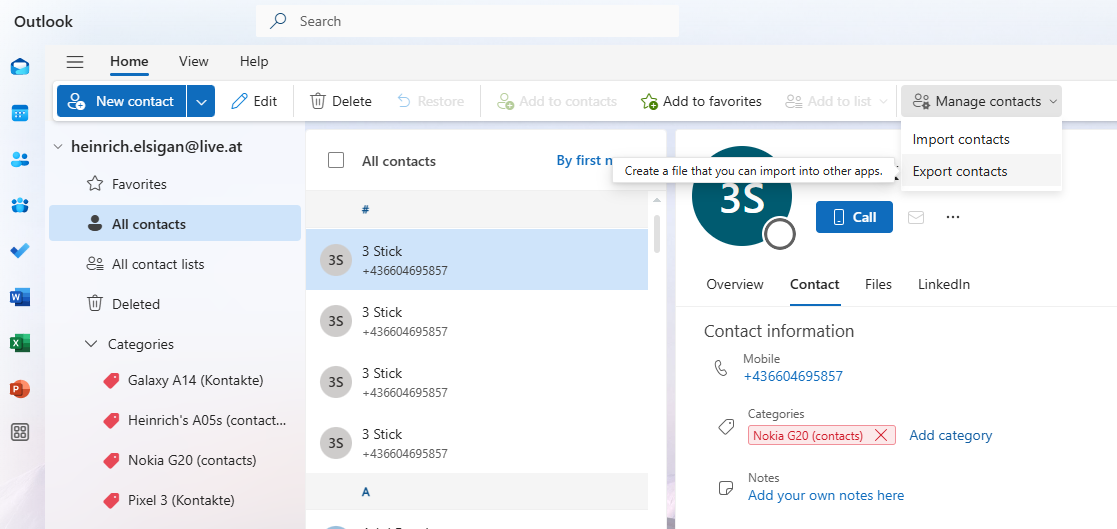 Outlook
Search
Home View Help
New contact Edit Delete Restore Add to contacts Add to favorites Add to list Manage contacts
Import contacts
Export contacts
Create a file that you can import into other apps.
heinrich.elsigan@live.at
Favorites
All contacts
All contact lists
Deleted
Categories
Galaxy A14 (Kontakte)
Heinrich's A05s (contact...
Nokia G20 (contacts)
Pixel 3 (Kontakte)
All contacts By first
#
3S 3 Stick
+436604695857
3S 3 Stick
+436604695857
3S 3 Stick
+436604695857
3S 3 Stick
+436604695857
A
3S
Call
Overview Contact Files LinkedIn
Contact information
Mobile
+436604695857
Categories
Nokia G20 (contacts) Add category
Notes
Add your own notes here